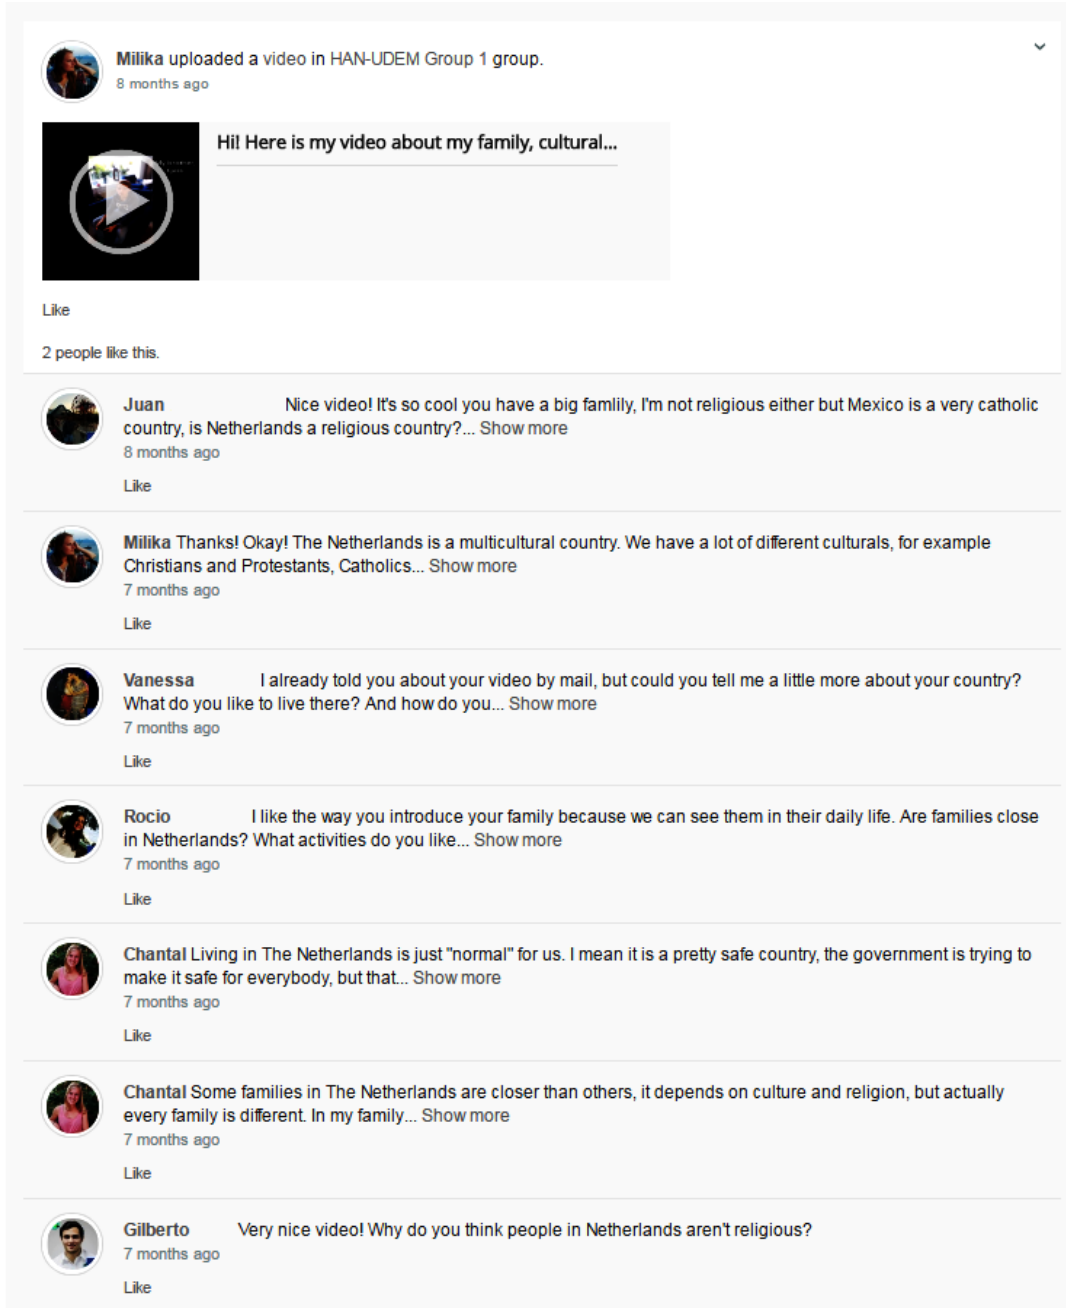 Milika uploaded a video in HAN-UDEM Group 1 group.
8 months ago
Hi! Here is my video about my family, cultural...
Like
2 people like this.
Juan Nice video! It's so cool you have a big famlily, I'm not religious either but Mexico is a very catholic
country, is Netherlands a religious country?... Show more
8 months ago
Like
Milika Thanks! Okay! The Netherlands is a multicultural country. We have a lot of different culturals, for example
Christians and Protestants, Catholics... Show more
7 months ago
Like
Vanessa I already told you about your video by mail, but could you tell me a little more about your country?
What do you like to live there? And how do you... Show more
7 months ago
Like
Rocio I like the way you introduce your family because we can see them in their daily life. Are families close
in Netherlands? What activities do you like... Show more
7 months ago
Like
Chantal Living in The Netherlands is just "normal" for us. I mean it is a pretty safe country, the government is trying to
make it safe for everybody, but that... Show more
7 months ago
Like
Chantal Some families in The Netherlands are closer than others, it depends on culture and religion, but actually
every family is different. In my family... Show more
7 months ago
Like
Gilberto Very nice video! Why do you think people in Netherlands aren't religious?
7 months ago
Like